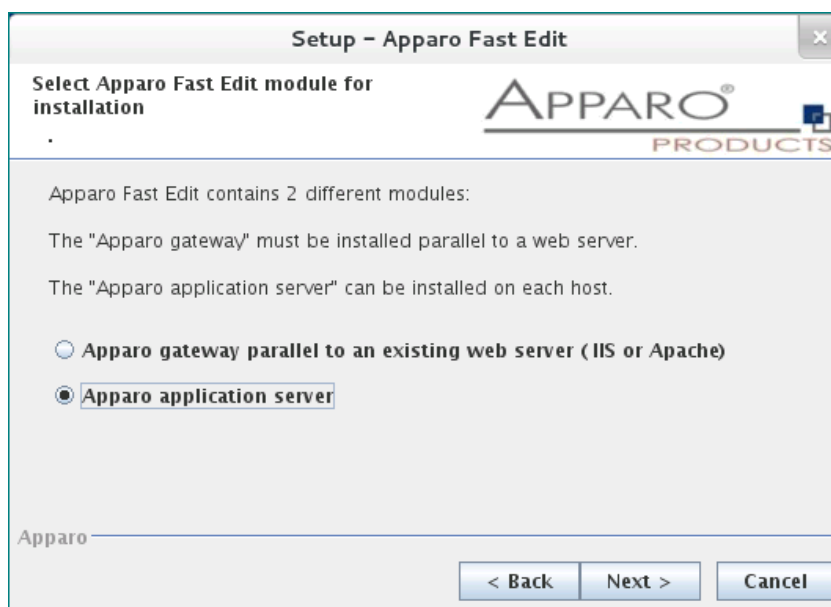 Setup – Apparo Fast Edit
Select Apparo Fast Edit module for
installation
.
APPARO®
PRODUCTS
Apparo Fast Edit contains 2 different modules:
The "Apparo gateway" must be installed parallel to a web server.
The "Apparo application server" can be installed on each host.
Apparo gateway parallel to an existing web server ( IIS or Apache)
Apparo application server
Apparo
< Back
Next >
Cancel